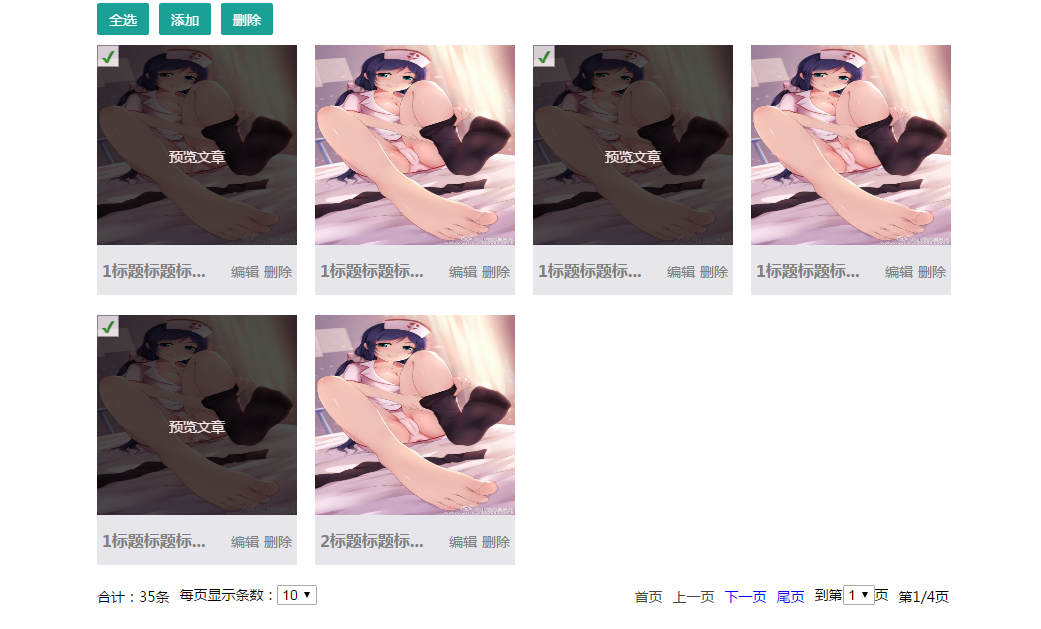 全选 添加 删除
预览文章 预览文章
1标题标题标... 编辑 删除 1标题标题标... 编辑 删除 1标题标题标... 编辑 删除 1标题标题标... 编辑 删除
预览文章
1标题标题标... 编辑 删除 2标题标题标... 编辑 删除
合计：35条 每页显示条数：10 首页 上一页 下一页 尾页 到第1页 第1/4页